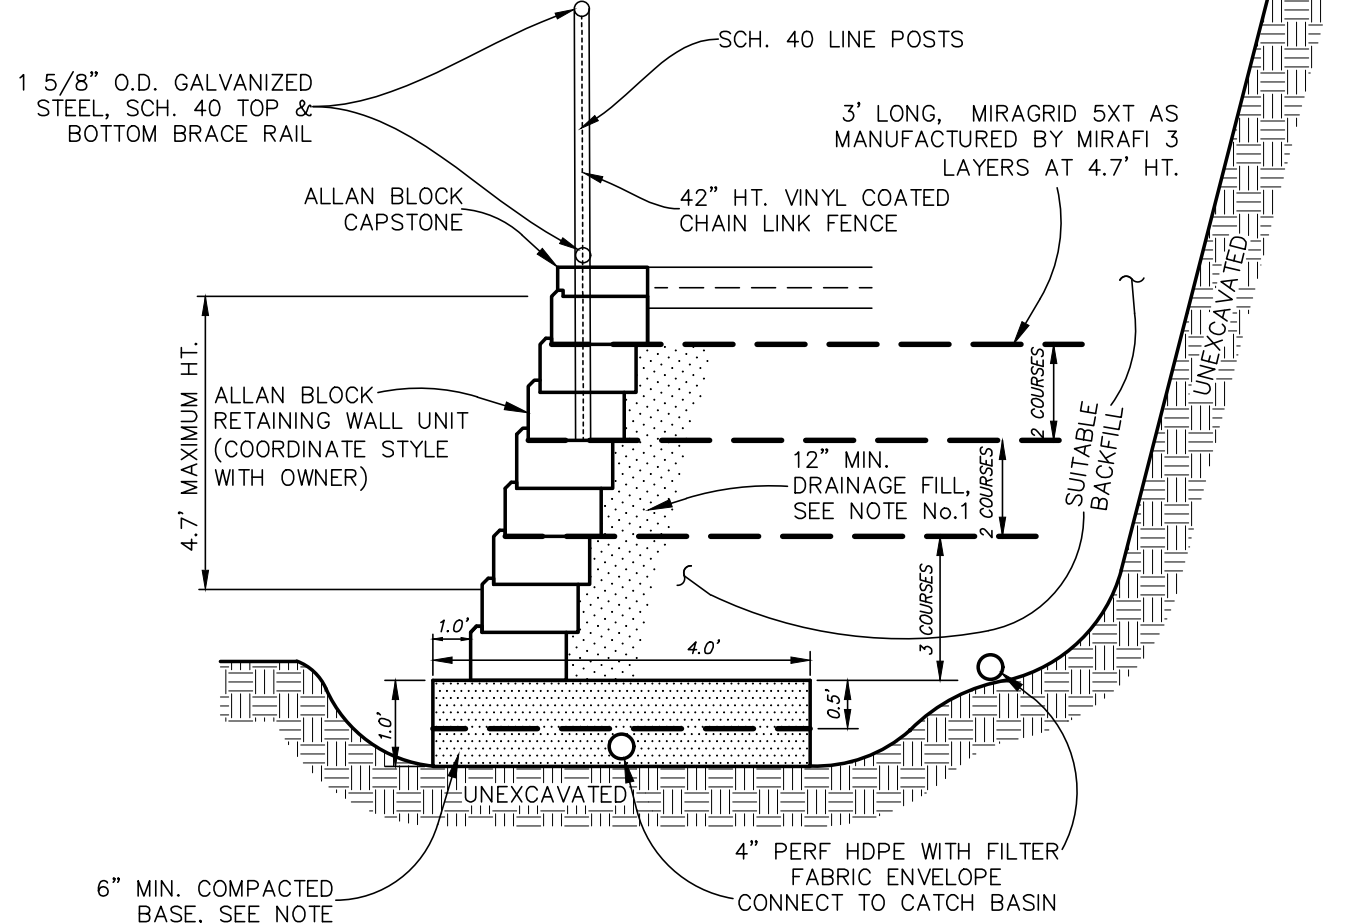 SCH. 40 LINE POSTS
1 5/8” O.D. GALVANIZED
STEEL, SCH. 40 TOP &
BOTTOM BRACE RAIL
3’ LONG, MIRAGRID 5XT AS
MANUFACTURED BY MIRAFI 3
LAYERS AT 4.7’ HT.
ALLAN BLOCK
CAPSTONE
42” HT. VINYL COATED
CHAIN LINK FENCE
UNEXCAVATED
4.7’ MAXIMUM HT.
ALLAN BLOCK
RETAINING WALL UNIT
(COORDINATE STYLE
WITH OWNER)
2 COURSES
SUITABLE
BACKFILL
12” MIN.
DRAINAGE FILL,
SEE NOTE No.1
2 COURSES
3 COURSES
1.0’
4.0’
1.0’
0.5’
UNEXCAVATED
4” PERF HDPE WITH FILTER
FABRIC ENVELOPE
CONNECT TO CATCH BASIN
6” MIN. COMPACTED
BASE, SEE NOTE